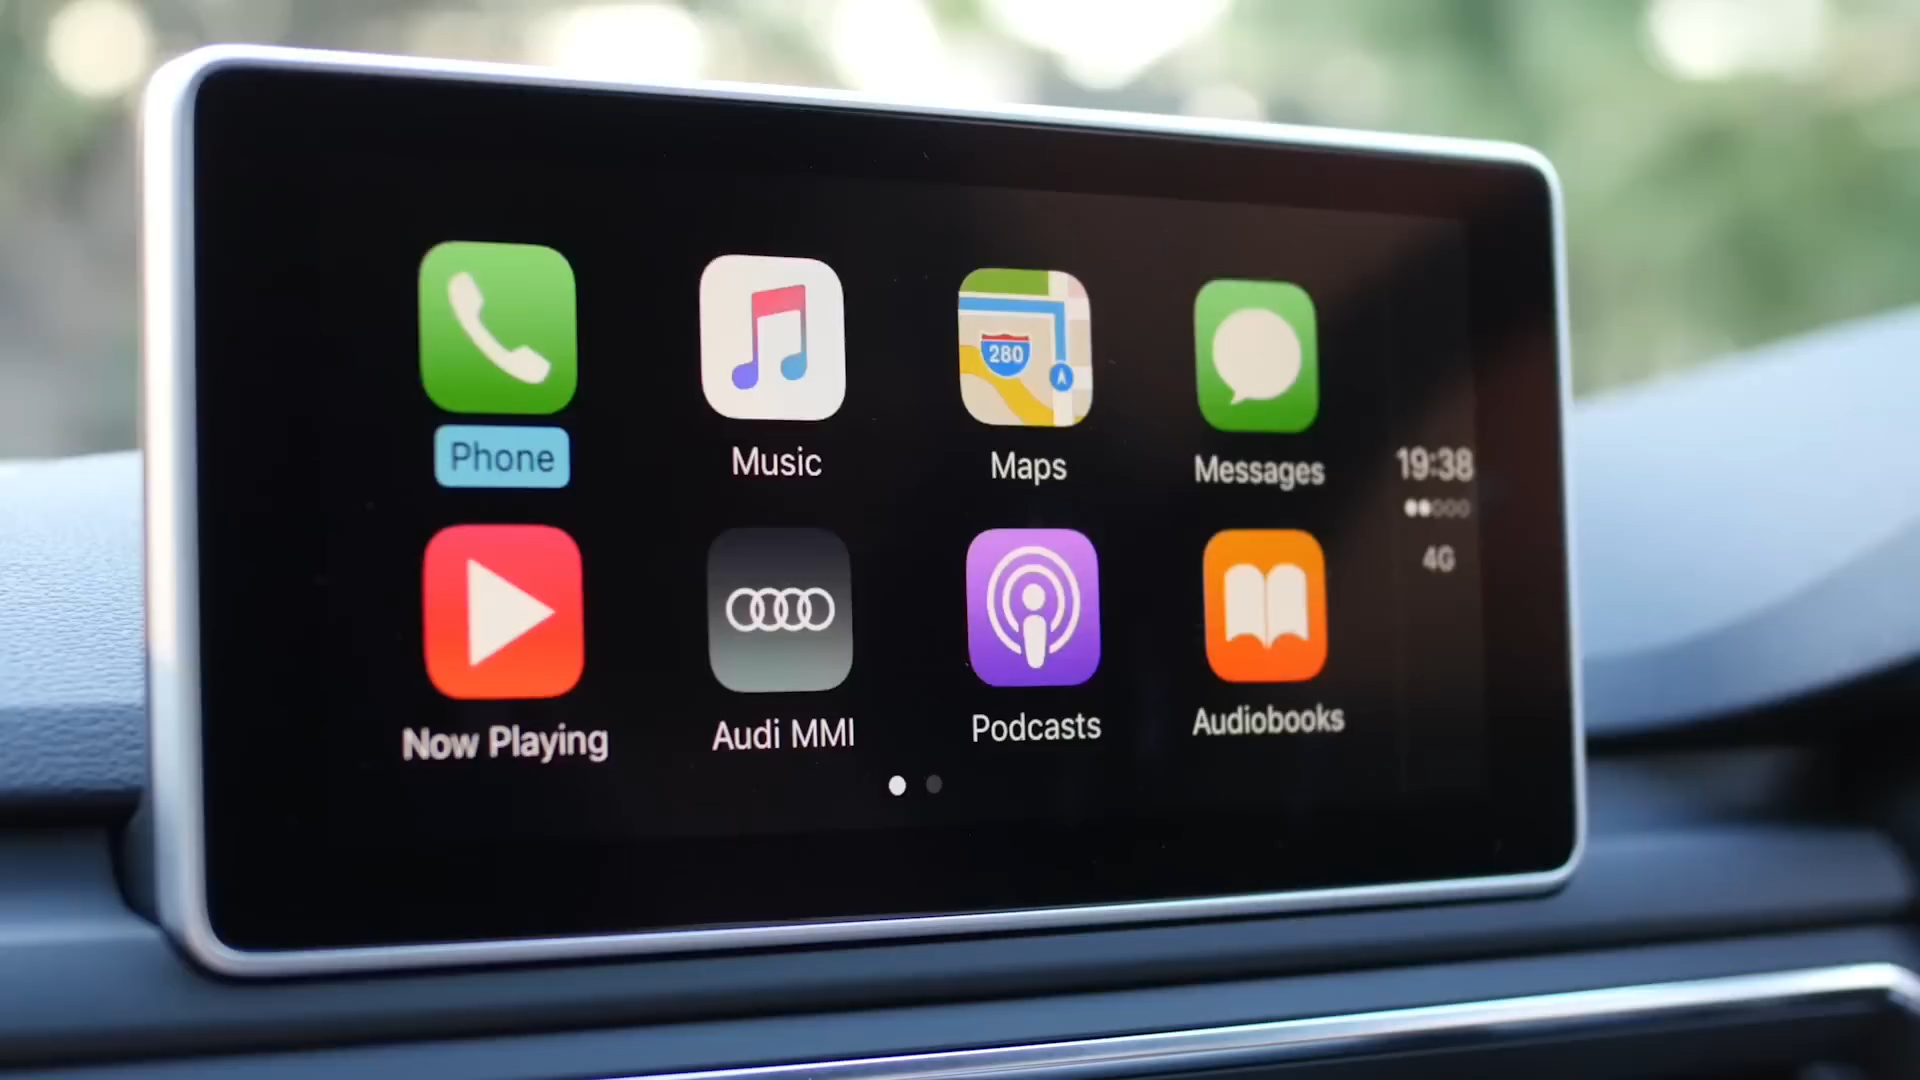 280
Phone
Music
Maps
Messages
19:38
4G
Now Playing
Audi MMI
Podcasts
Audiobooks